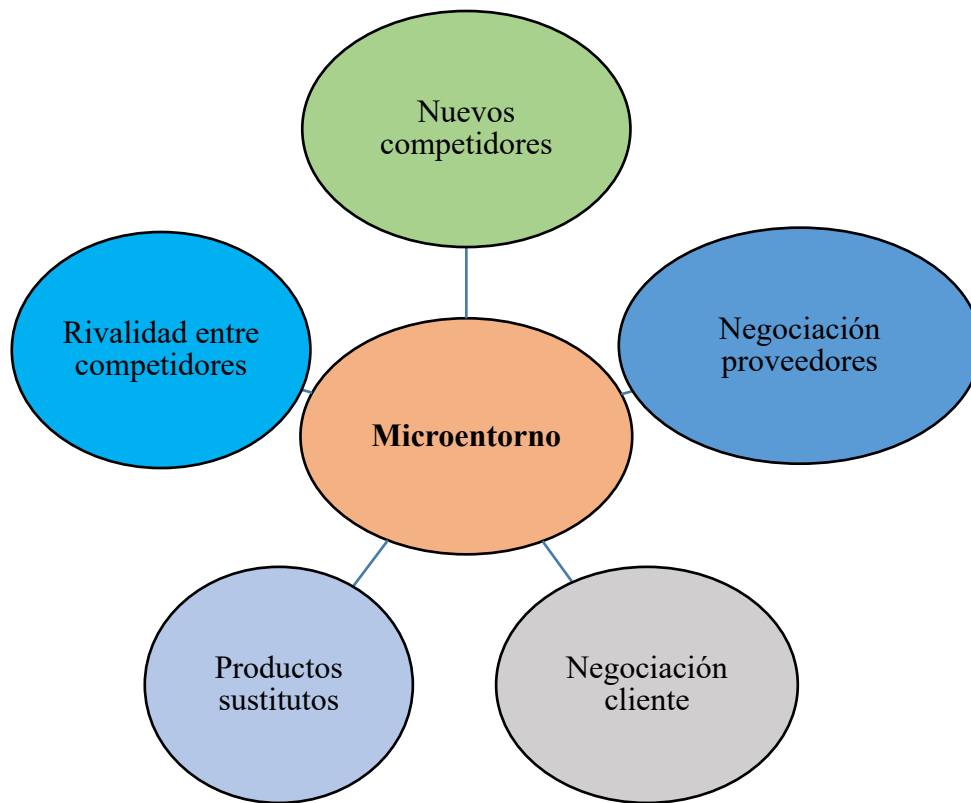 Nuevos
competidores
Rivalidad entre
competidores
Negociación
proveedores
Microentorno
Productos
sustitutos
Negociación
cliente